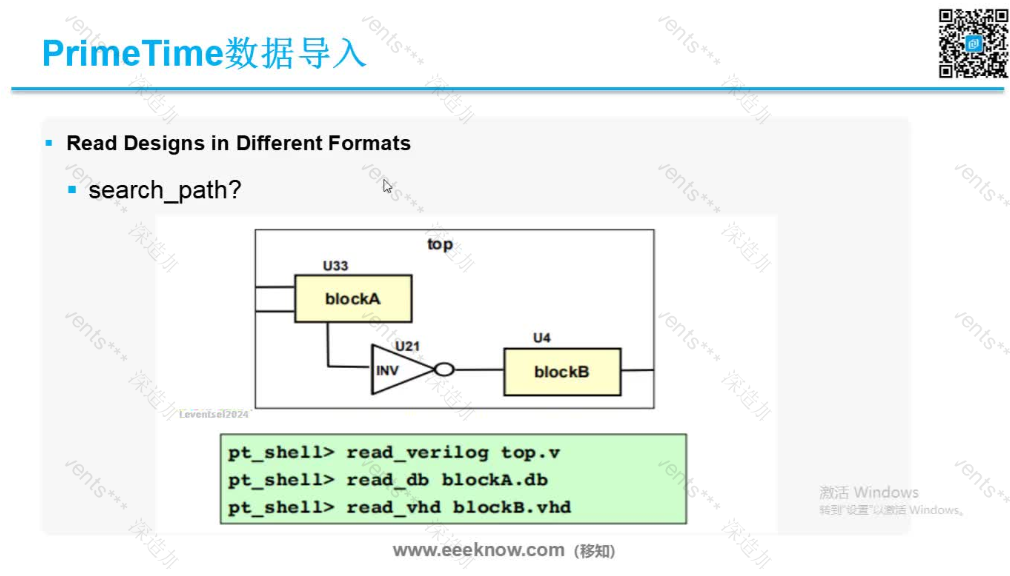 PrimeTime数据导入
Read Designs in Different Formats
search_path?
top
U33
blockA
U21
INV
U4
blockB
Leventsel2024
pt_shell> read_verilog top.v
pt_shell> read_db blockA.db
pt_shell> read_vhd blockB.vhd
激活 Windows
转到"设置"以激活 Windows。
www.eeeknow.com（移知）